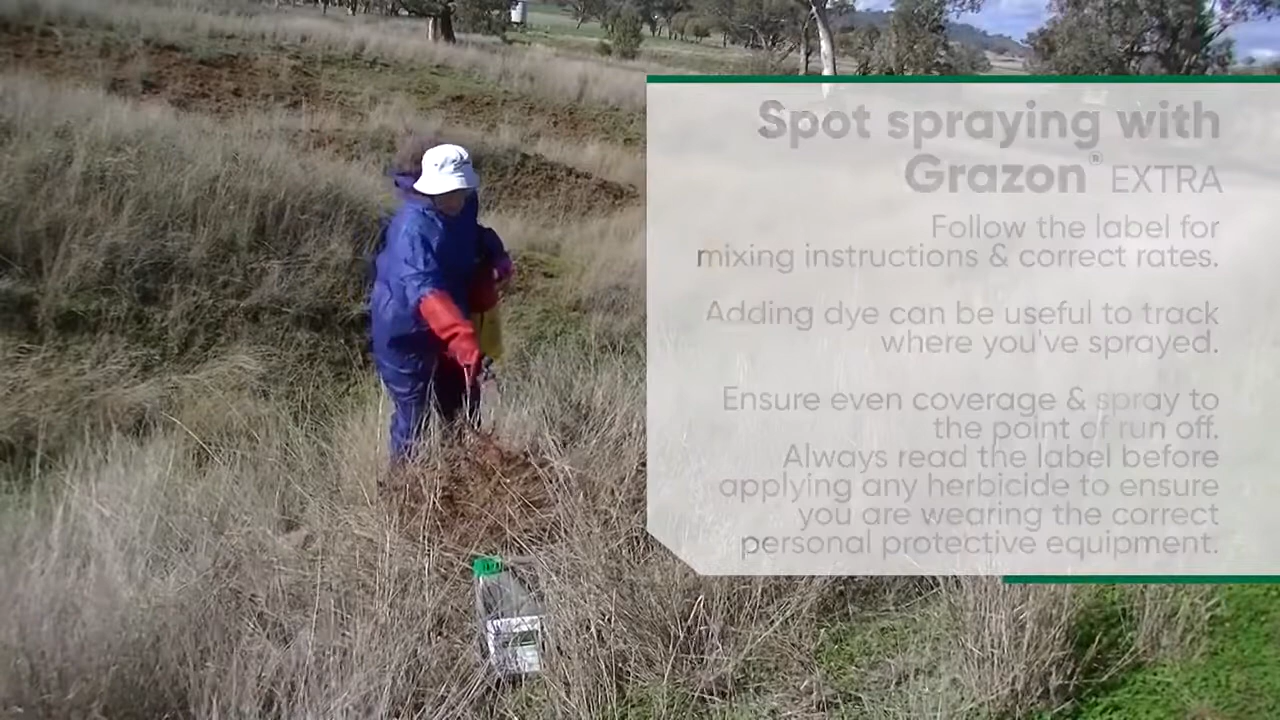 Spot spraying with
Grazon® EXTRA
Follow the label for
mixing instructions & correct rates.
Adding dye can be useful to track
where you've sprayed.
Ensure even coverage & spray to
the point of run off.
Always read the label before
applying any herbicide to ensure
you are wearing the correct
personal protective equipment.